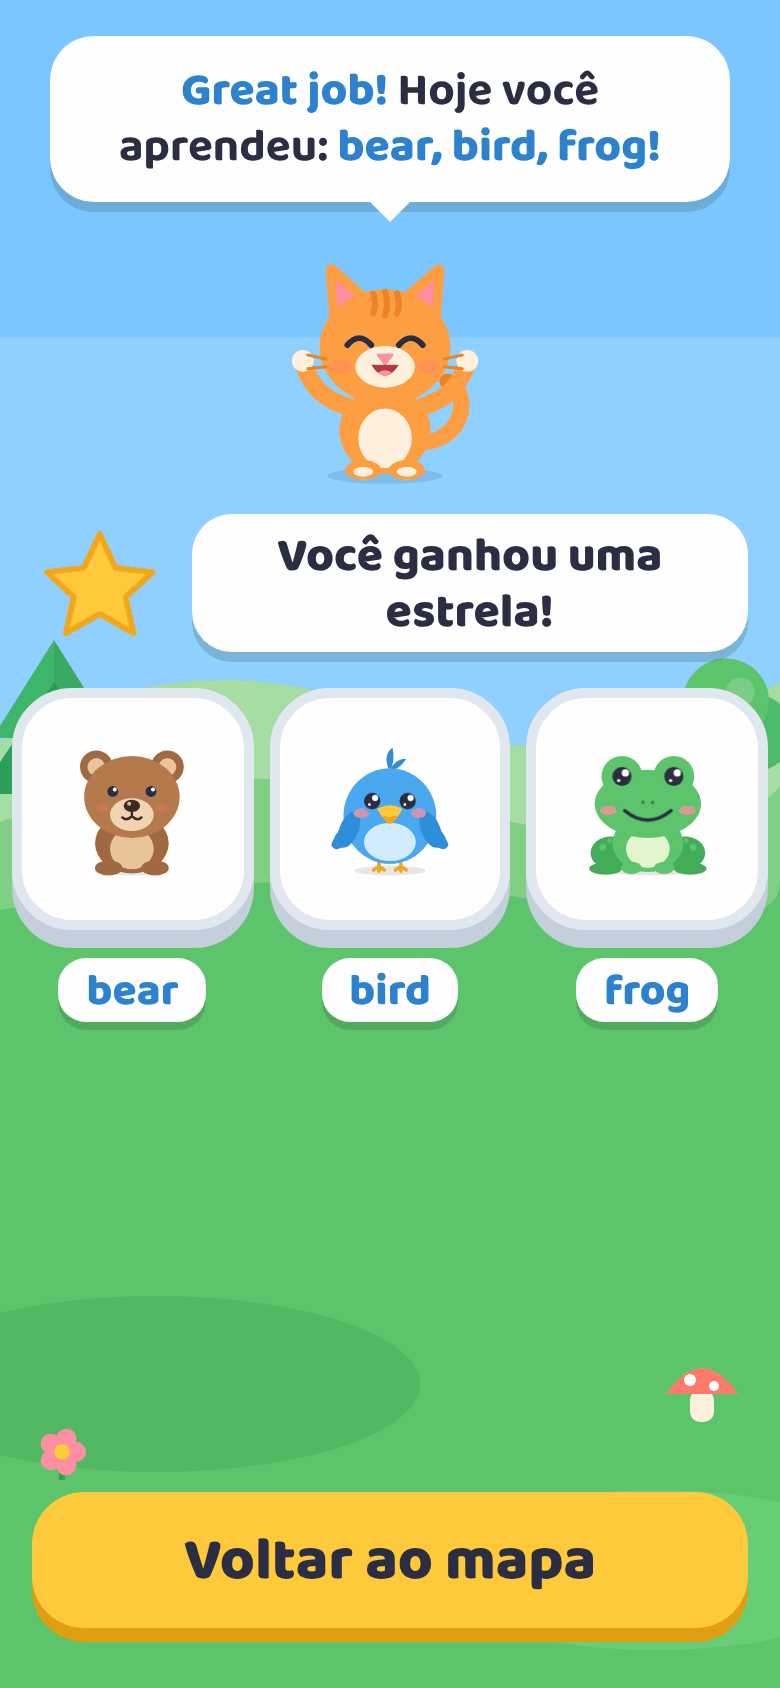 Great job! Hoje você
aprendeu: bear, bird, frog!
Você ganhou uma
estrela!
bear
bird
frog
Voltar ao mapa